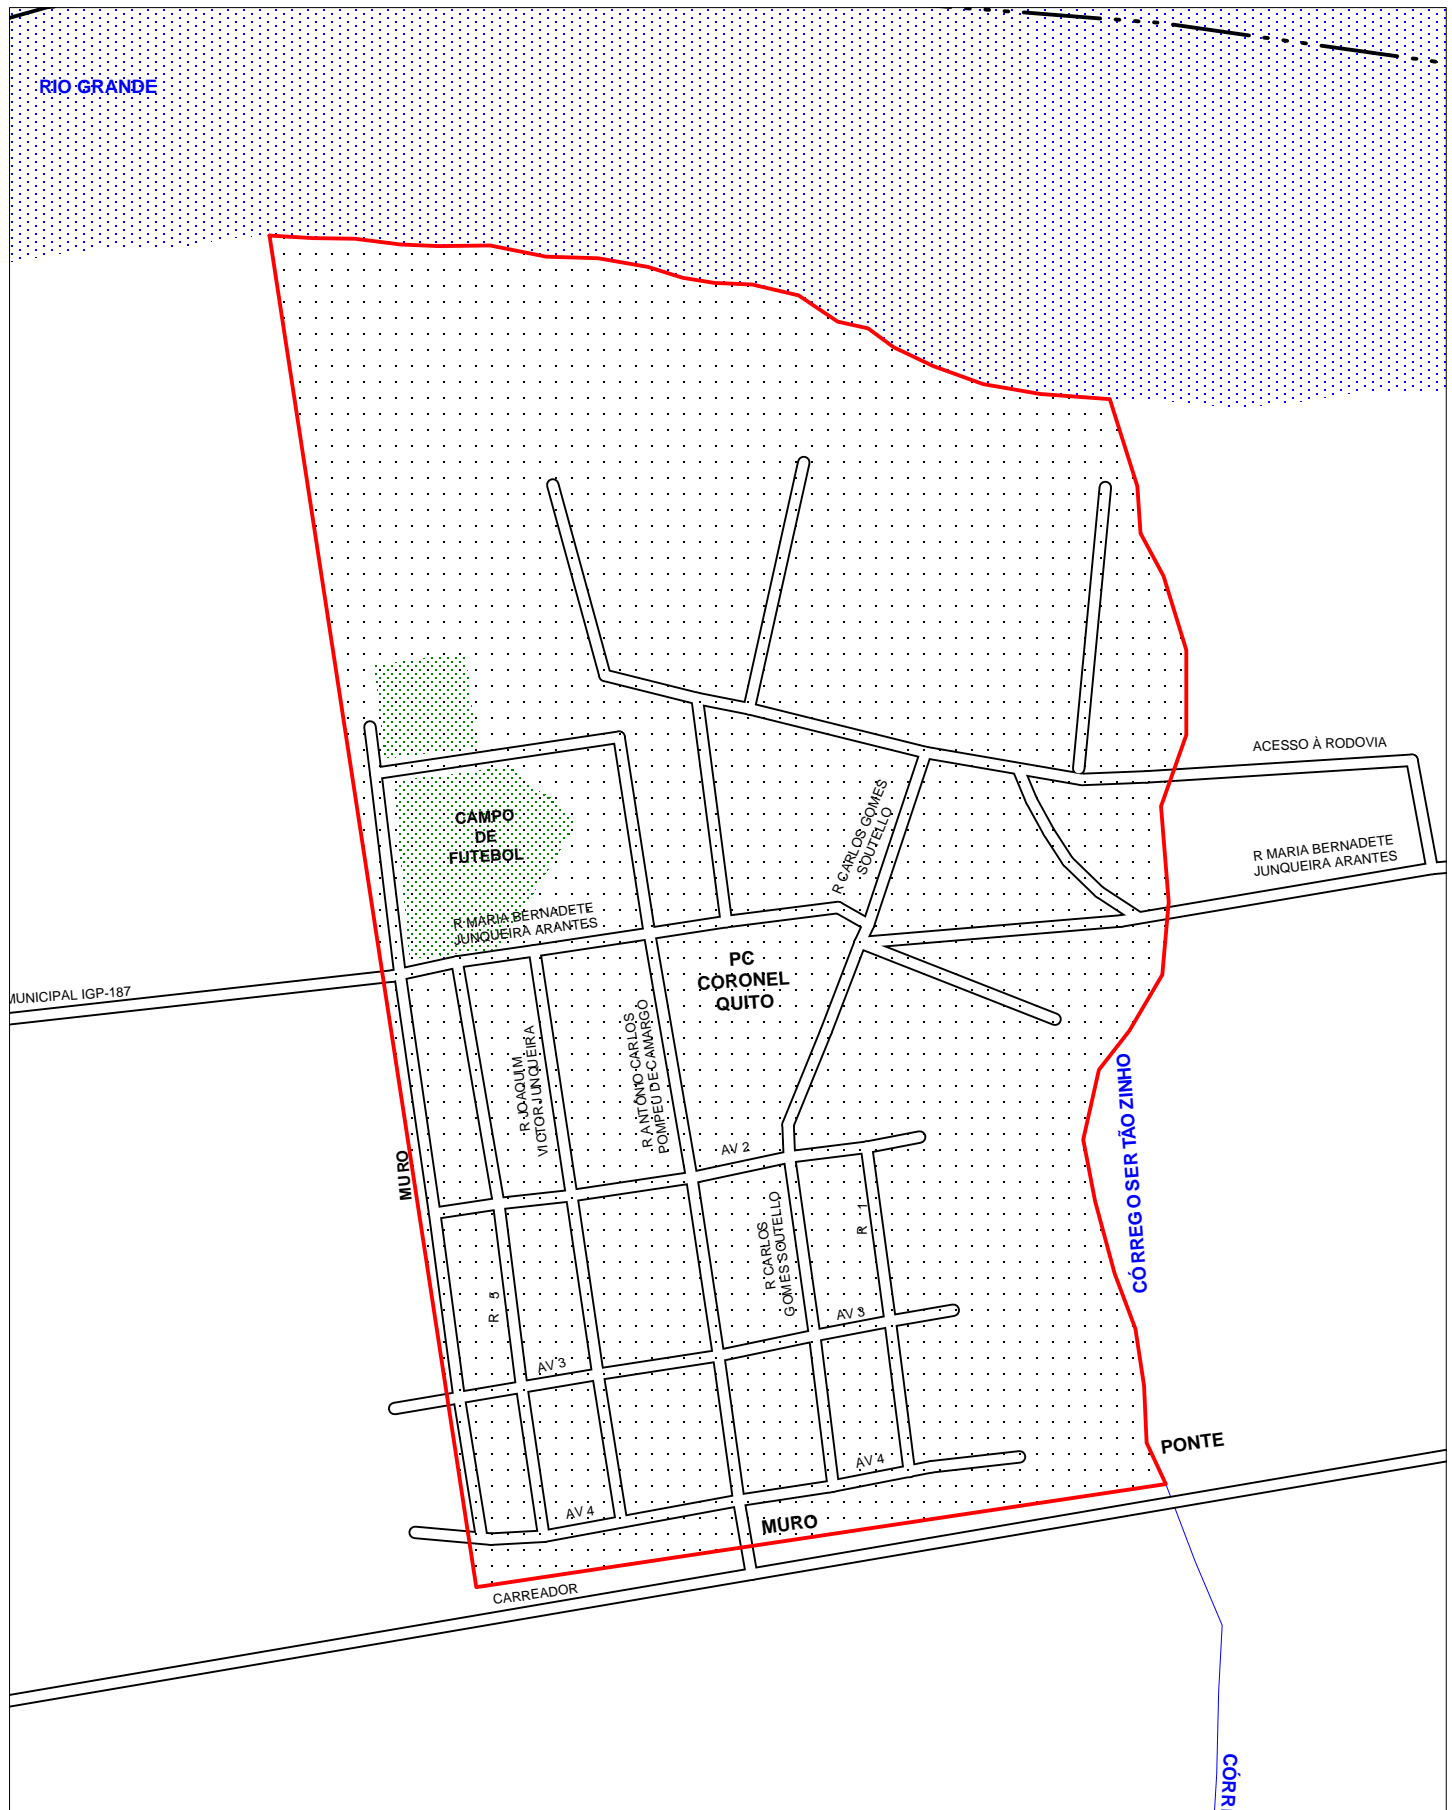 RIO GRANDE
ACESSO À RODOVIA
CAMPO
DE
FUTEBOL
R CARLOS GOMES
SOUTELLO
R MARIA BERNADETE
JUNQUEIRA ARANTES
R MARIA BERNADETE
JUNQUEIRA ARANTES
PC
CORONEL
QUITO
MUNICIPAL IGP-187
R JOAQUIM
VICTOR JUNQUEIRA
R ANTÔNIO CARLOS
POMPEU DE CAMARGO
CÓRREGO SERTÃOZINHO
AV 2
MURO
R CARLOS
GOMES SOUTELLO
R 1
R 5
AV 3
AV 3
PONTE
AV 4
AV 4
MURO
CARREADOR
CÓRR